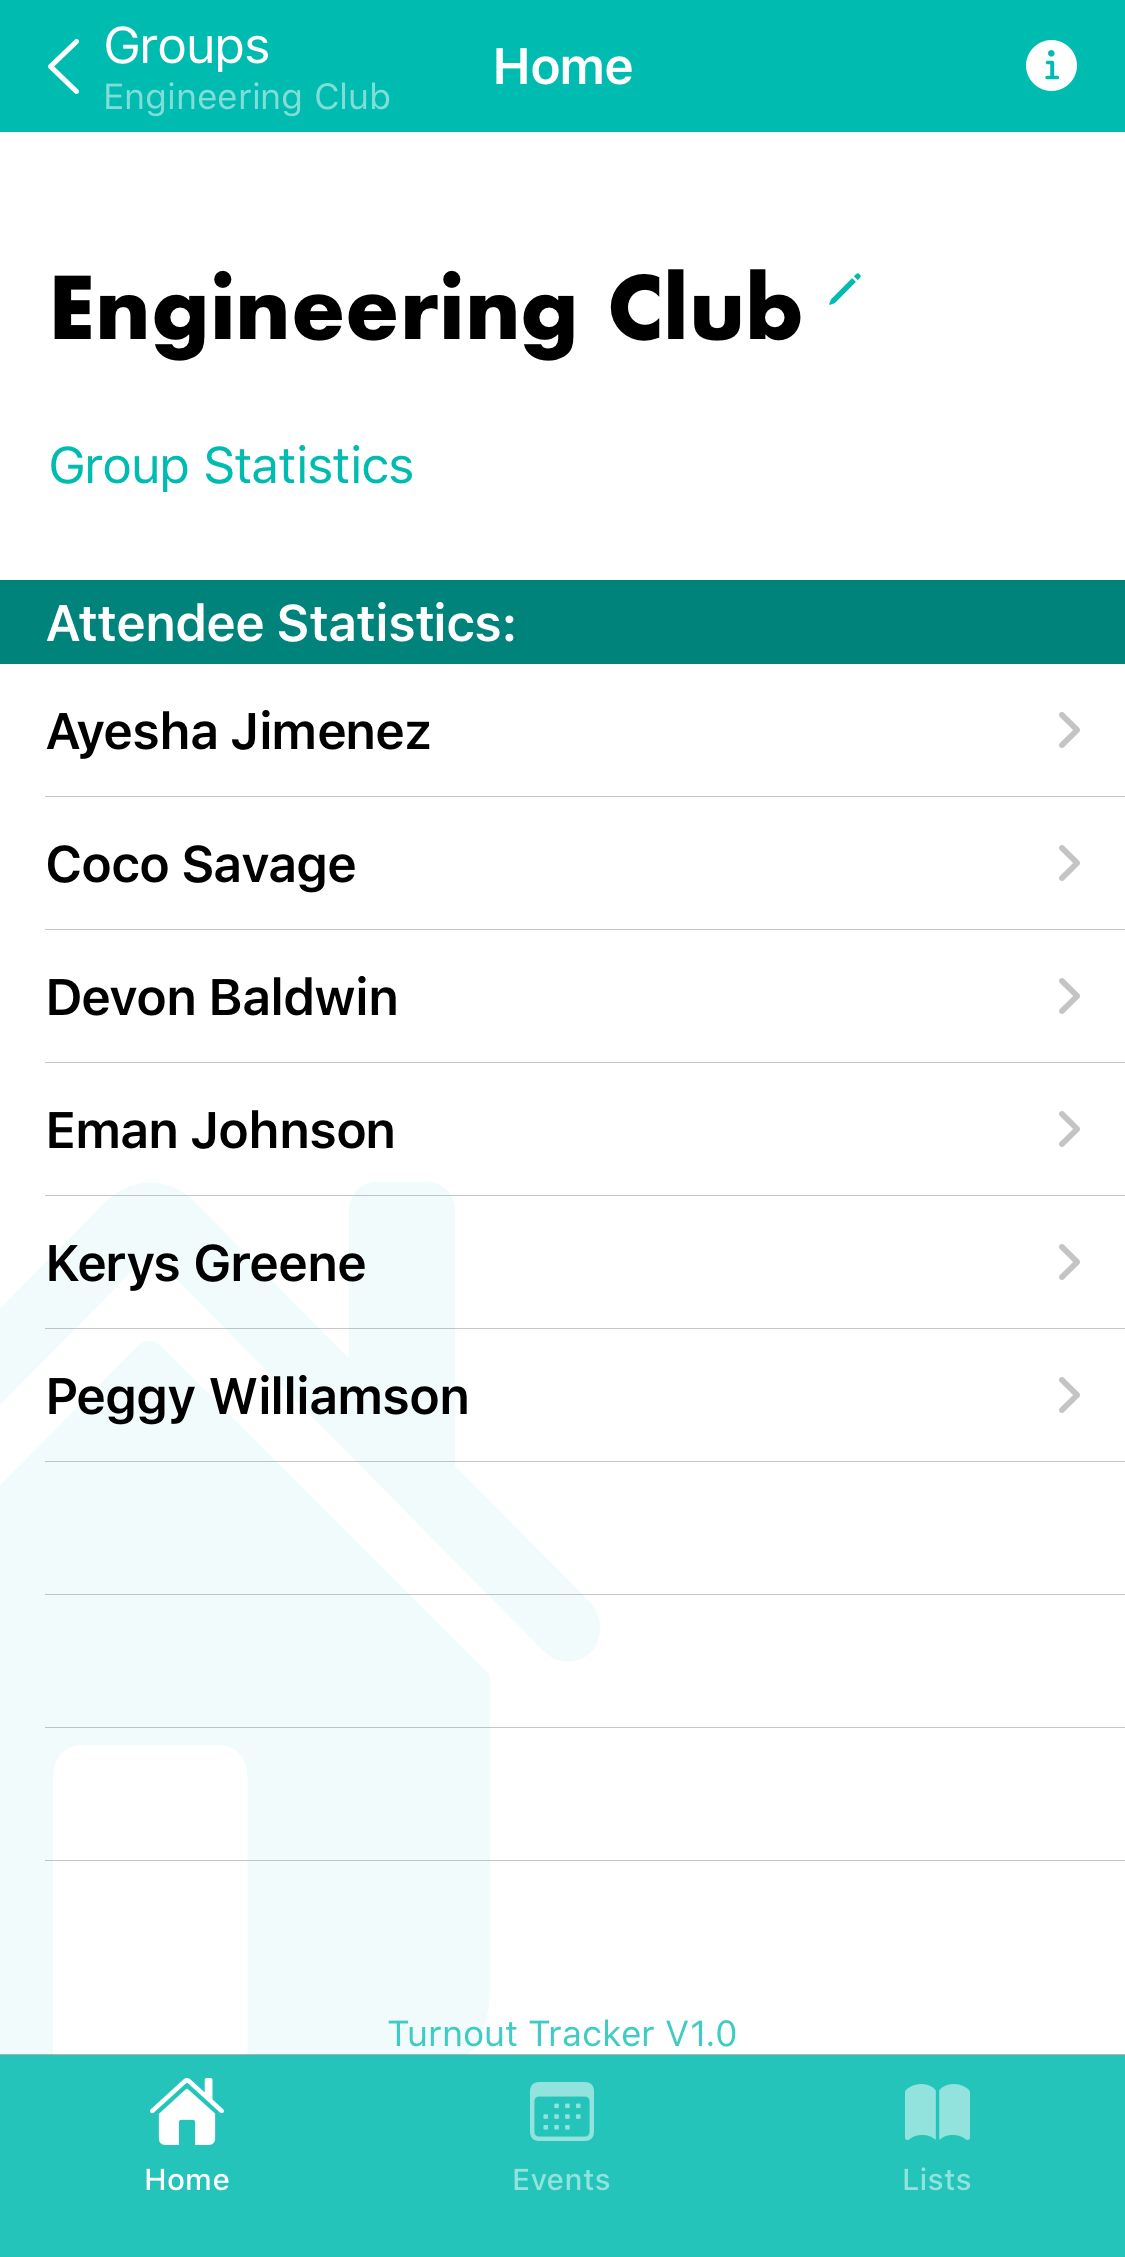 Groups
Engineering Club
Home
Engineering Club
Group Statistics
Attendee Statistics:
Ayesha Jimenez
Coco Savage
Devon Baldwin
Eman Johnson
Kerys Greene
Peggy Williamson
Turnout Tracker V1.0
Home
Events
Lists